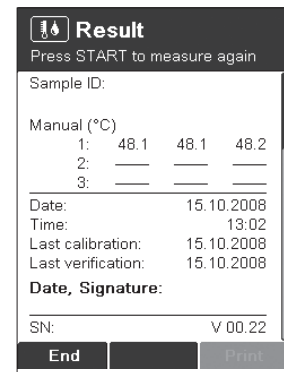 Result
Press START to measure again
Sample ID:
Manual (°C)
1: 48.1 48.1 48.2
2:
3:
Date: 15.10.2008
Time: 13:02
Last calibration: 15.10.2008
Last verification: 15.10.2008
Date, Signature:
SN: V 00.22
End Print